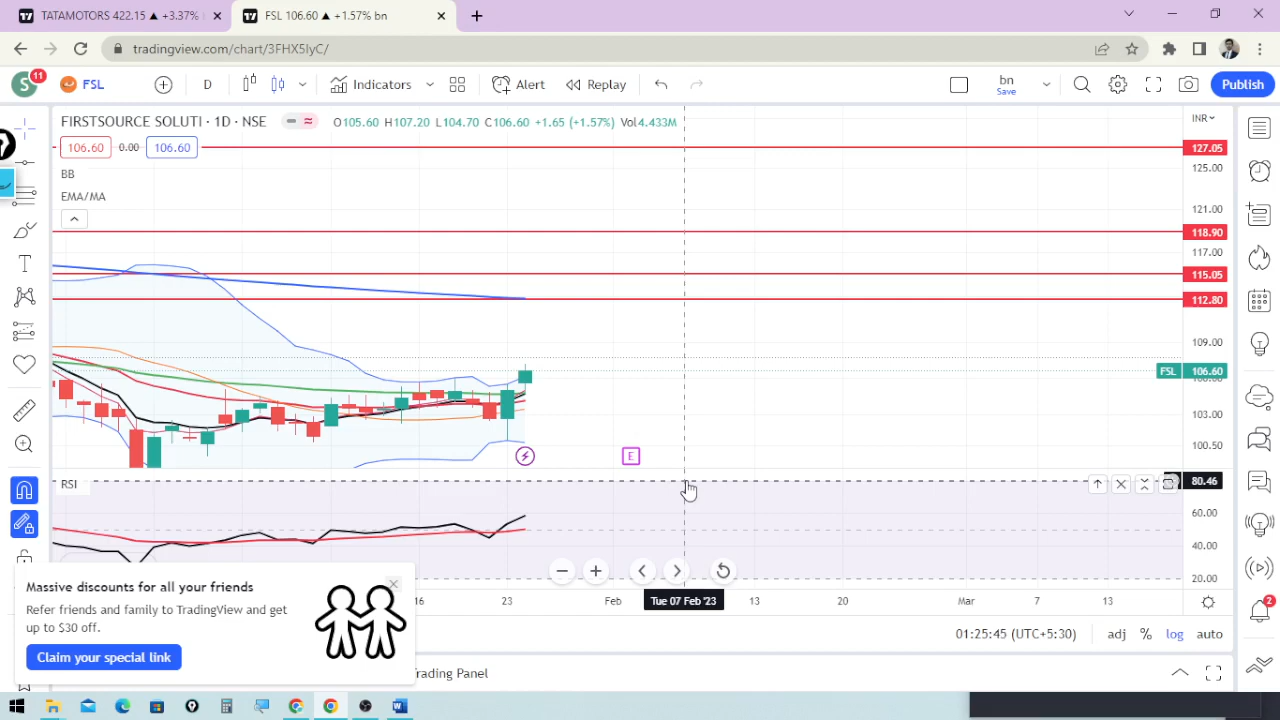 TATAMOTORS 422.15 ▲ +3.37%
FSL 106.60 ▲ +1.57% bn
tradingview.com/chart/3FHX5IyC/
S 11 FSL D Indicators Alert Replay bn Save Publish
FIRSTSOURCE SOLUTI · 1D · NSE O105.60 H107.20 L104.70 C106.60 +1.65 (+1.57%) Vol4.433M
INR
106.60 0.00 106.60
127.05
BB
125.00
EMA/MA
121.00
118.90
117.00
115.05
112.80
109.00
FSL 106.60
103.00
100.50
E
RSI
80.46
60.00
40.00
20.00
16 23 Feb Tue 07 Feb '23 13 20 Mar 7 13
Massive discounts for all your friends
Refer friends and family to TradingView and get
up to $30 off.
Claim your special link
01:25:45 (UTC+5:30) adj % log auto
2
Trading Panel